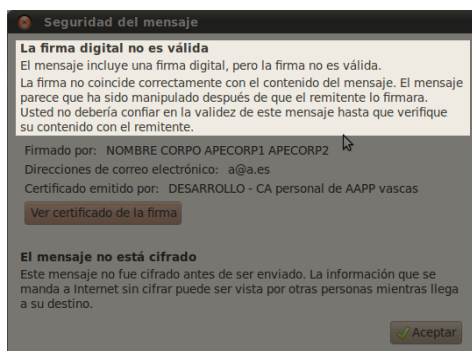 Seguridad del mensaje
La firma digital no es válida
El mensaje incluye una firma digital, pero la firma no es válida.
La firma no coincide correctamente con el contenido del mensaje. El mensaje
parece que ha sido manipulado después de que el remitente lo firmara.
Usted no debería confiar en la validez de este mensaje hasta que verifique
su contenido con el remitente.
Firmado por: NOMBRE CORPO APECORP1 APECORP2
Direcciones de correo electrónico: a@a.es
Certificado emitido por: DESARROLLO - CA personal de AAPP vascas
Ver certificado de la firma
El mensaje no está cifrado
Este mensaje no fue cifrado antes de ser enviado. La información que se
manda a Internet sin cifrar puede ser vista por otras personas mientras llega
a su destino.
Aceptar